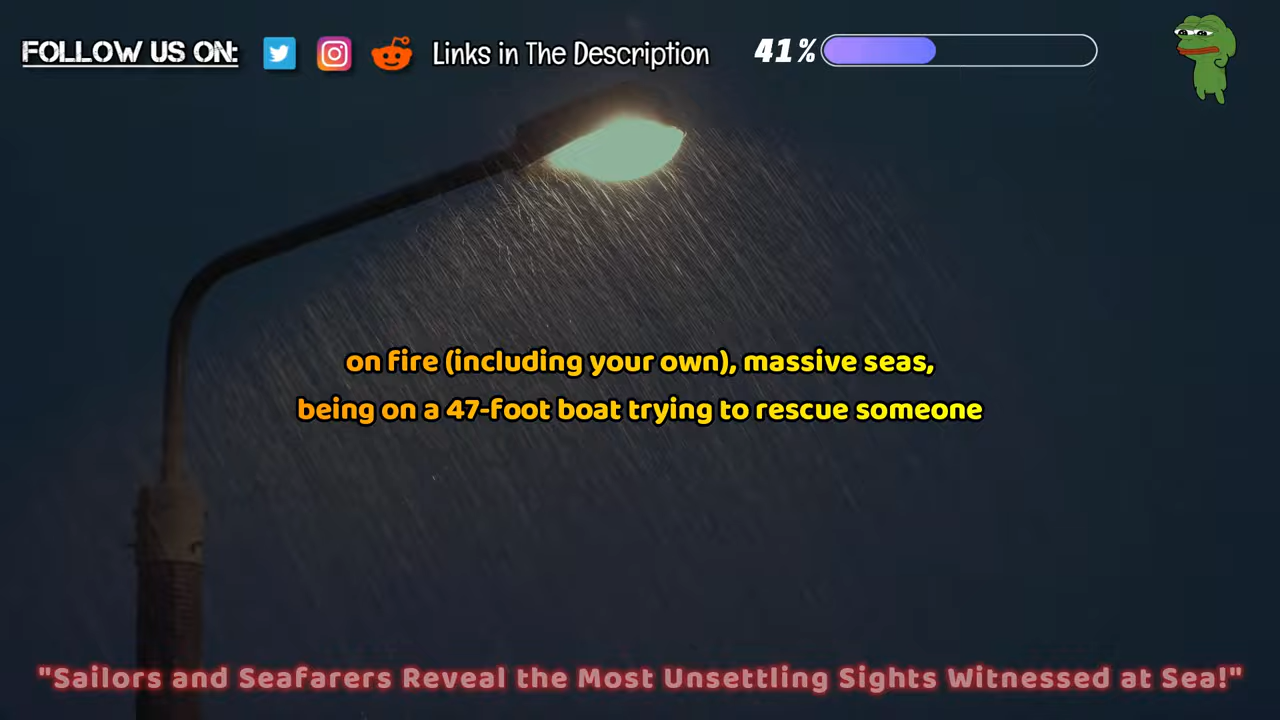 FOLLOW US ON: Links in The Description 41%
on fire (including your own), massive seas,
being on a 47-foot boat trying to rescue someone
"Sailors and Seafarers Reveal the Most Unsettling Sights Witnessed at Sea!"